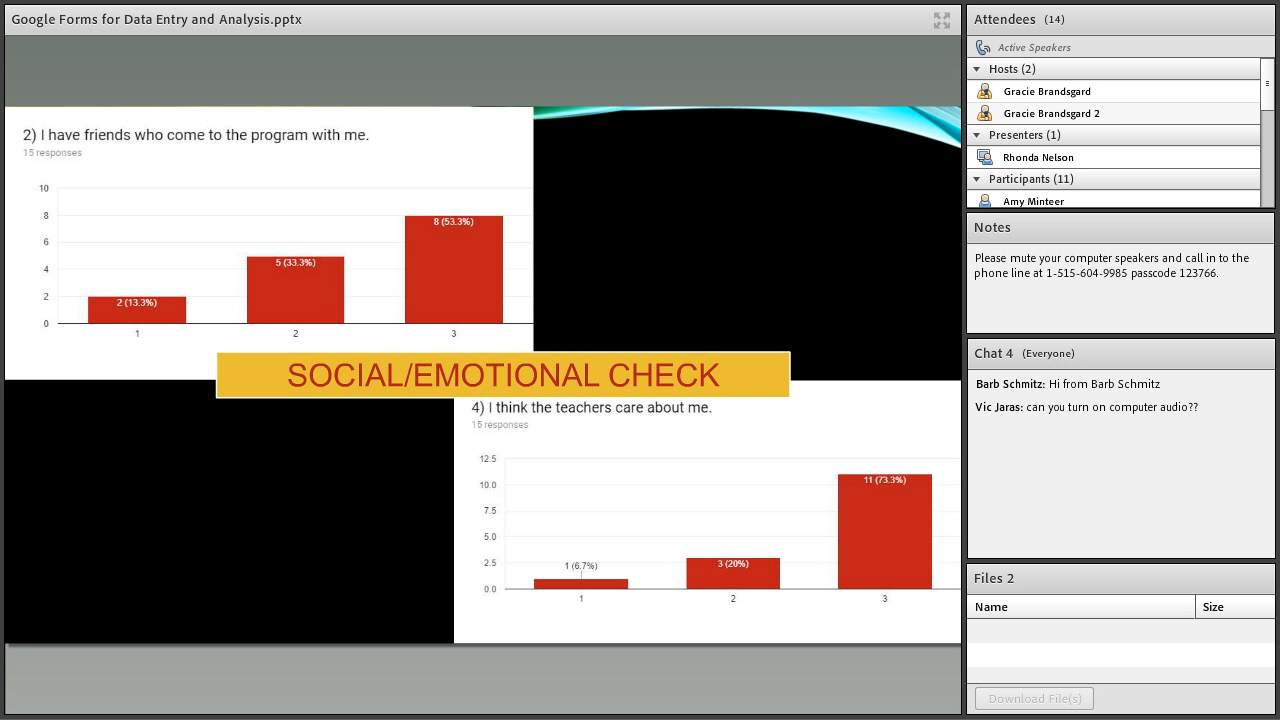 Google Forms for Data Entry and Analysis.pptx
2) I have friends who come to the program with me.
15 responses
10
8
6
4
2
0
2 (13.3%)
5 (33.3%)
8 (53.3%)
1
2
3
SOCIAL/EMOTIONAL CHECK
4) I think the teachers care about me.
15 responses
12.5
10.0
7.5
5.0
2.5
0.0
1 (6.7%)
3 (20%)
11 (73.3%)
1
2
3
Attendees (14)
Active Speakers
Hosts (2)
Gracie Brandsgard
Gracie Brandsgard 2
Presenters (1)
Rhonda Nelson
Participants (11)
Amy Minteer
Notes
Please mute your computer speakers and call in to the
phone line at 1-515-604-9985 passcode 123766.
Chat 4 (Everyone)
Barb Schmitz: Hi from Barb Schmitz
Vic Jaras: can you turn on computer audio??
Files 2
Name Size
Download File(s)